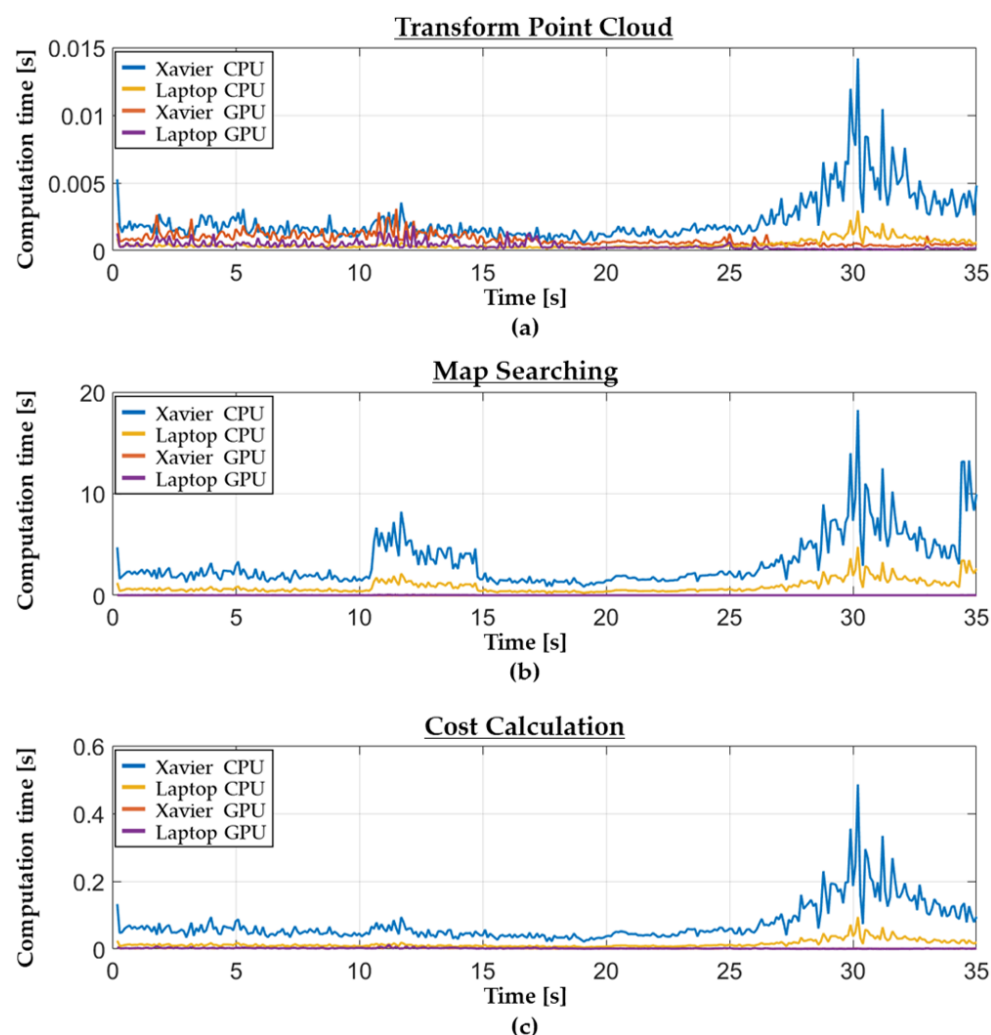 Transform Point Cloud
Computation time [s]
0.015
0.01
0.005
0
Xavier CPU
Laptop CPU
Xavier GPU
Laptop GPU
0 5 10 15 20 25 30 35
Time [s]
(a)
Map Searching
Computation time [s]
20
10
0
Xavier CPU
Laptop CPU
Xavier GPU
Laptop GPU
0 5 10 15 20 25 30 35
Time [s]
(b)
Cost Calculation
Computation time [s]
0.6
0.4
0.2
0
Xavier CPU
Laptop CPU
Xavier GPU
Laptop GPU
0 5 10 15 20 25 30 35
Time [s]
(c)